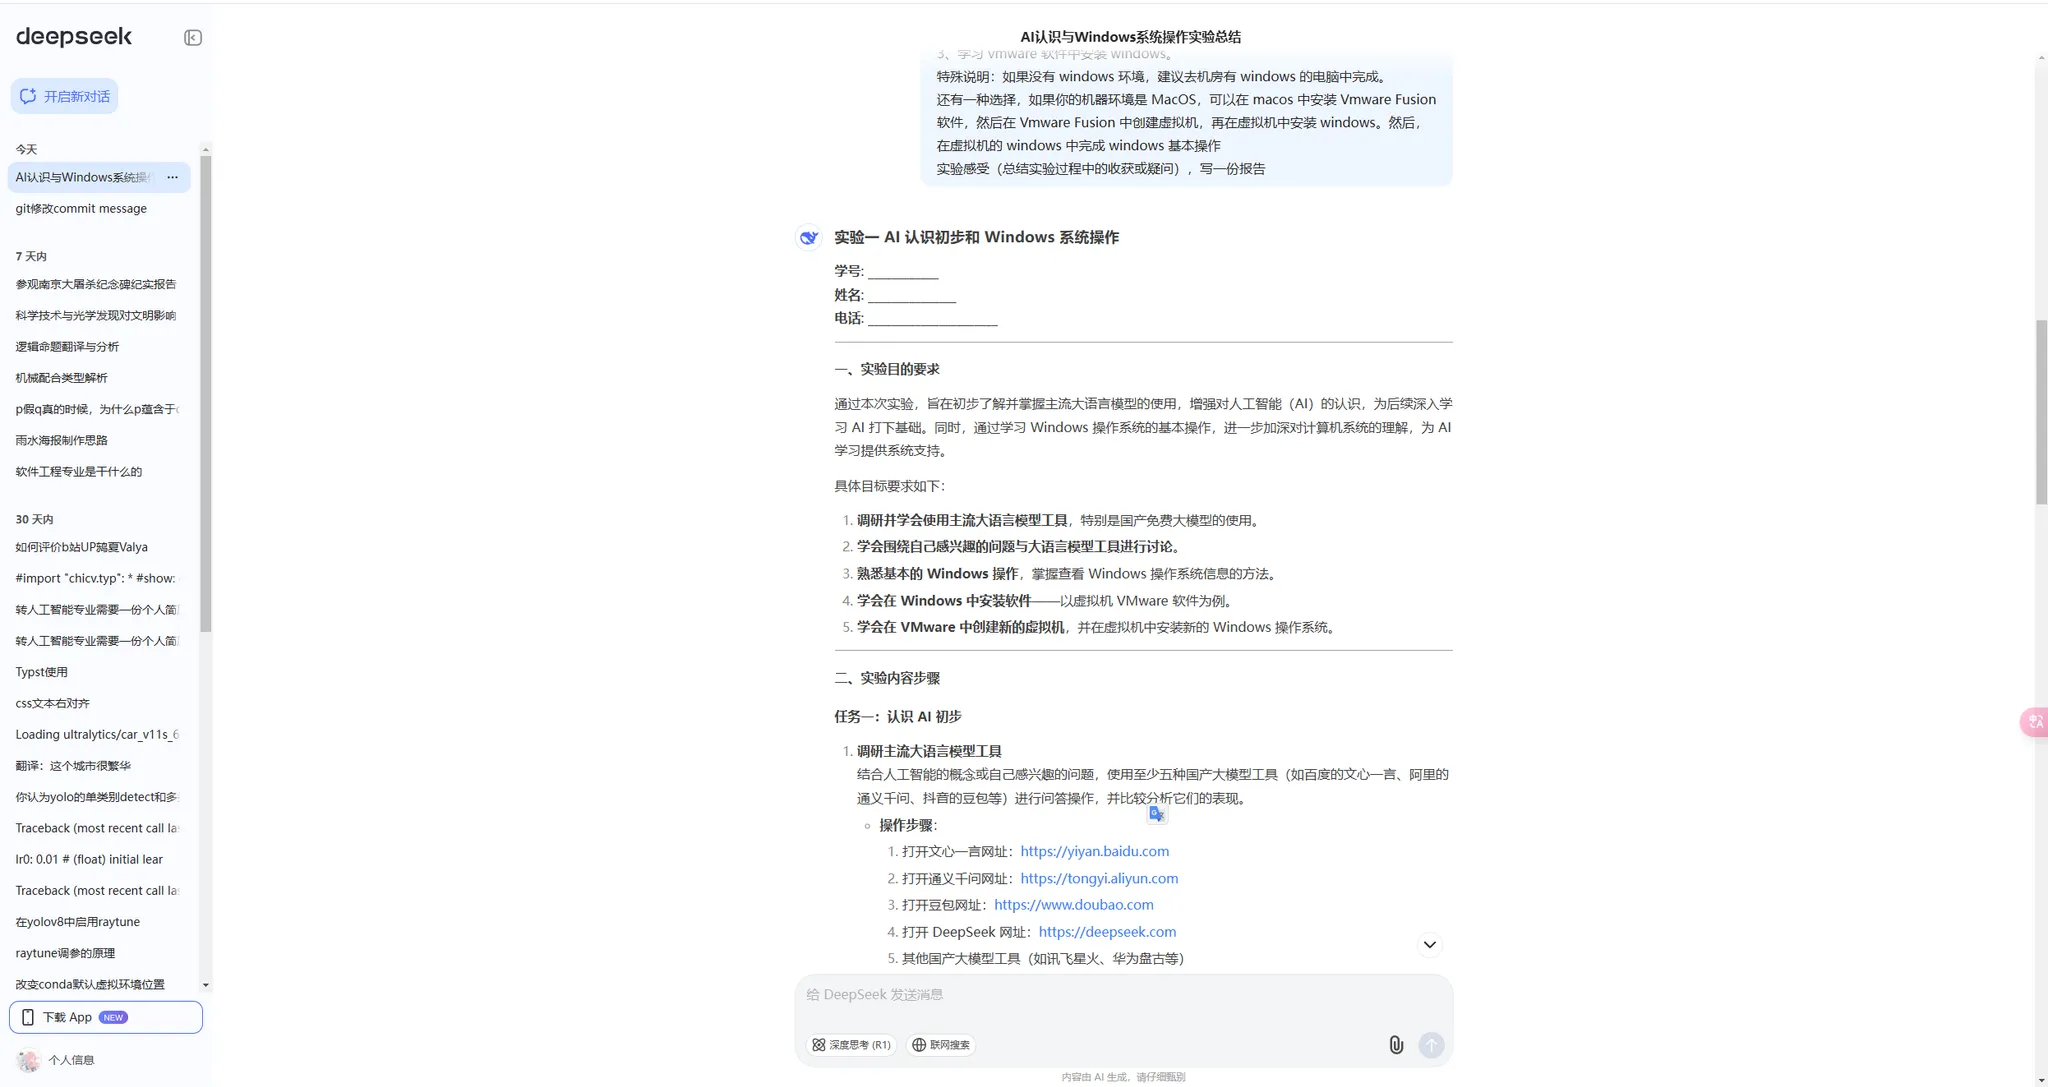 deepseek
开启新对话
今天
AI认识与Windows系统操作
git修改commit message
7 天内
参观南京大屠杀纪念碑纪实报告
科学技术与光学发现对文明影响
逻辑命题翻译与分析
机械配合类型解析
p假q真的时候，为什么p蕴含于
雨水海报制作思路
软件工程专业是干什么的
30 天内
如何评价b站UP鸫夏Valya
#import "chicv.typ": * #show:
转人工智能专业需要一份个人简
转人工智能专业需要一份个人简
Typst使用
css文本右对齐
Loading ultralytics/car_v11s_6
翻译：这个城市很繁华
你认为yolo的单类别detect和多
Traceback (most recent call la
lr0: 0.01 # (float) initial lear
Traceback (most recent call la
在yolov8中启用raytune
raytune调参的原理
改变conda默认虚拟环境位置
下载 App NEW
个人信息
AI认识与Windows系统操作实验总结
3、学习 vmware 软件中安装 windows。
特殊说明：如果没有 windows 环境，建议去机房有 windows 的电脑中完成。
还有一种选择，如果你的机器环境是 MacOS，可以在 macos 中安装 Vmware Fusion
软件，然后在 Vmware Fusion 中创建虚拟机，再在虚拟机中安装 windows。然后，
在虚拟机的 windows 中完成 windows 基本操作
实验感受（总结实验过程中的收获或疑问），写一份报告
实验一 AI 认识初步和 Windows 系统操作
学号: ____________
姓名: _______________
电话: ______________________
一、实验目的要求
通过本次实验，旨在初步了解并掌握主流大语言模型的使用，增强对人工智能（AI）的认识，为后续深入学
习 AI 打下基础。同时，通过学习 Windows 操作系统的基本操作，进一步加深对计算机系统的理解，为 AI
学习提供系统支持。
具体目标要求如下：
1. 调研并学会使用主流大语言模型工具，特别是国产免费大模型的使用。
2. 学会围绕自己感兴趣的问题与大语言模型工具进行讨论。
3. 熟悉基本的 Windows 操作，掌握查看 Windows 操作系统信息的方法。
4. 学会在 Windows 中安装软件——以虚拟机 VMware 软件为例。
5. 学会在 VMware 中创建新的虚拟机，并在虚拟机中安装新的 Windows 操作系统。
二、实验内容步骤
任务一：认识 AI 初步
1. 调研主流大语言模型工具
结合人工智能的概念或自己感兴趣的问题，使用至少五种国产大模型工具（如百度的文心一言、阿里的
通义千问、抖音的豆包等）进行问答操作，并比较分析它们的表现。
操作步骤：
1. 打开文心一言网址：https://yiyan.baidu.com
2. 打开通义千问网址：https://tongyi.aliyun.com
3. 打开豆包网址：https://www.doubao.com
4. 打开 DeepSeek 网址：https://deepseek.com
5. 其他国产大模型工具（如讯飞星火、华为盘古等）
给 DeepSeek 发送消息
深度思考 (R1)
联网搜索
内容由 AI 生成，请仔细甄别